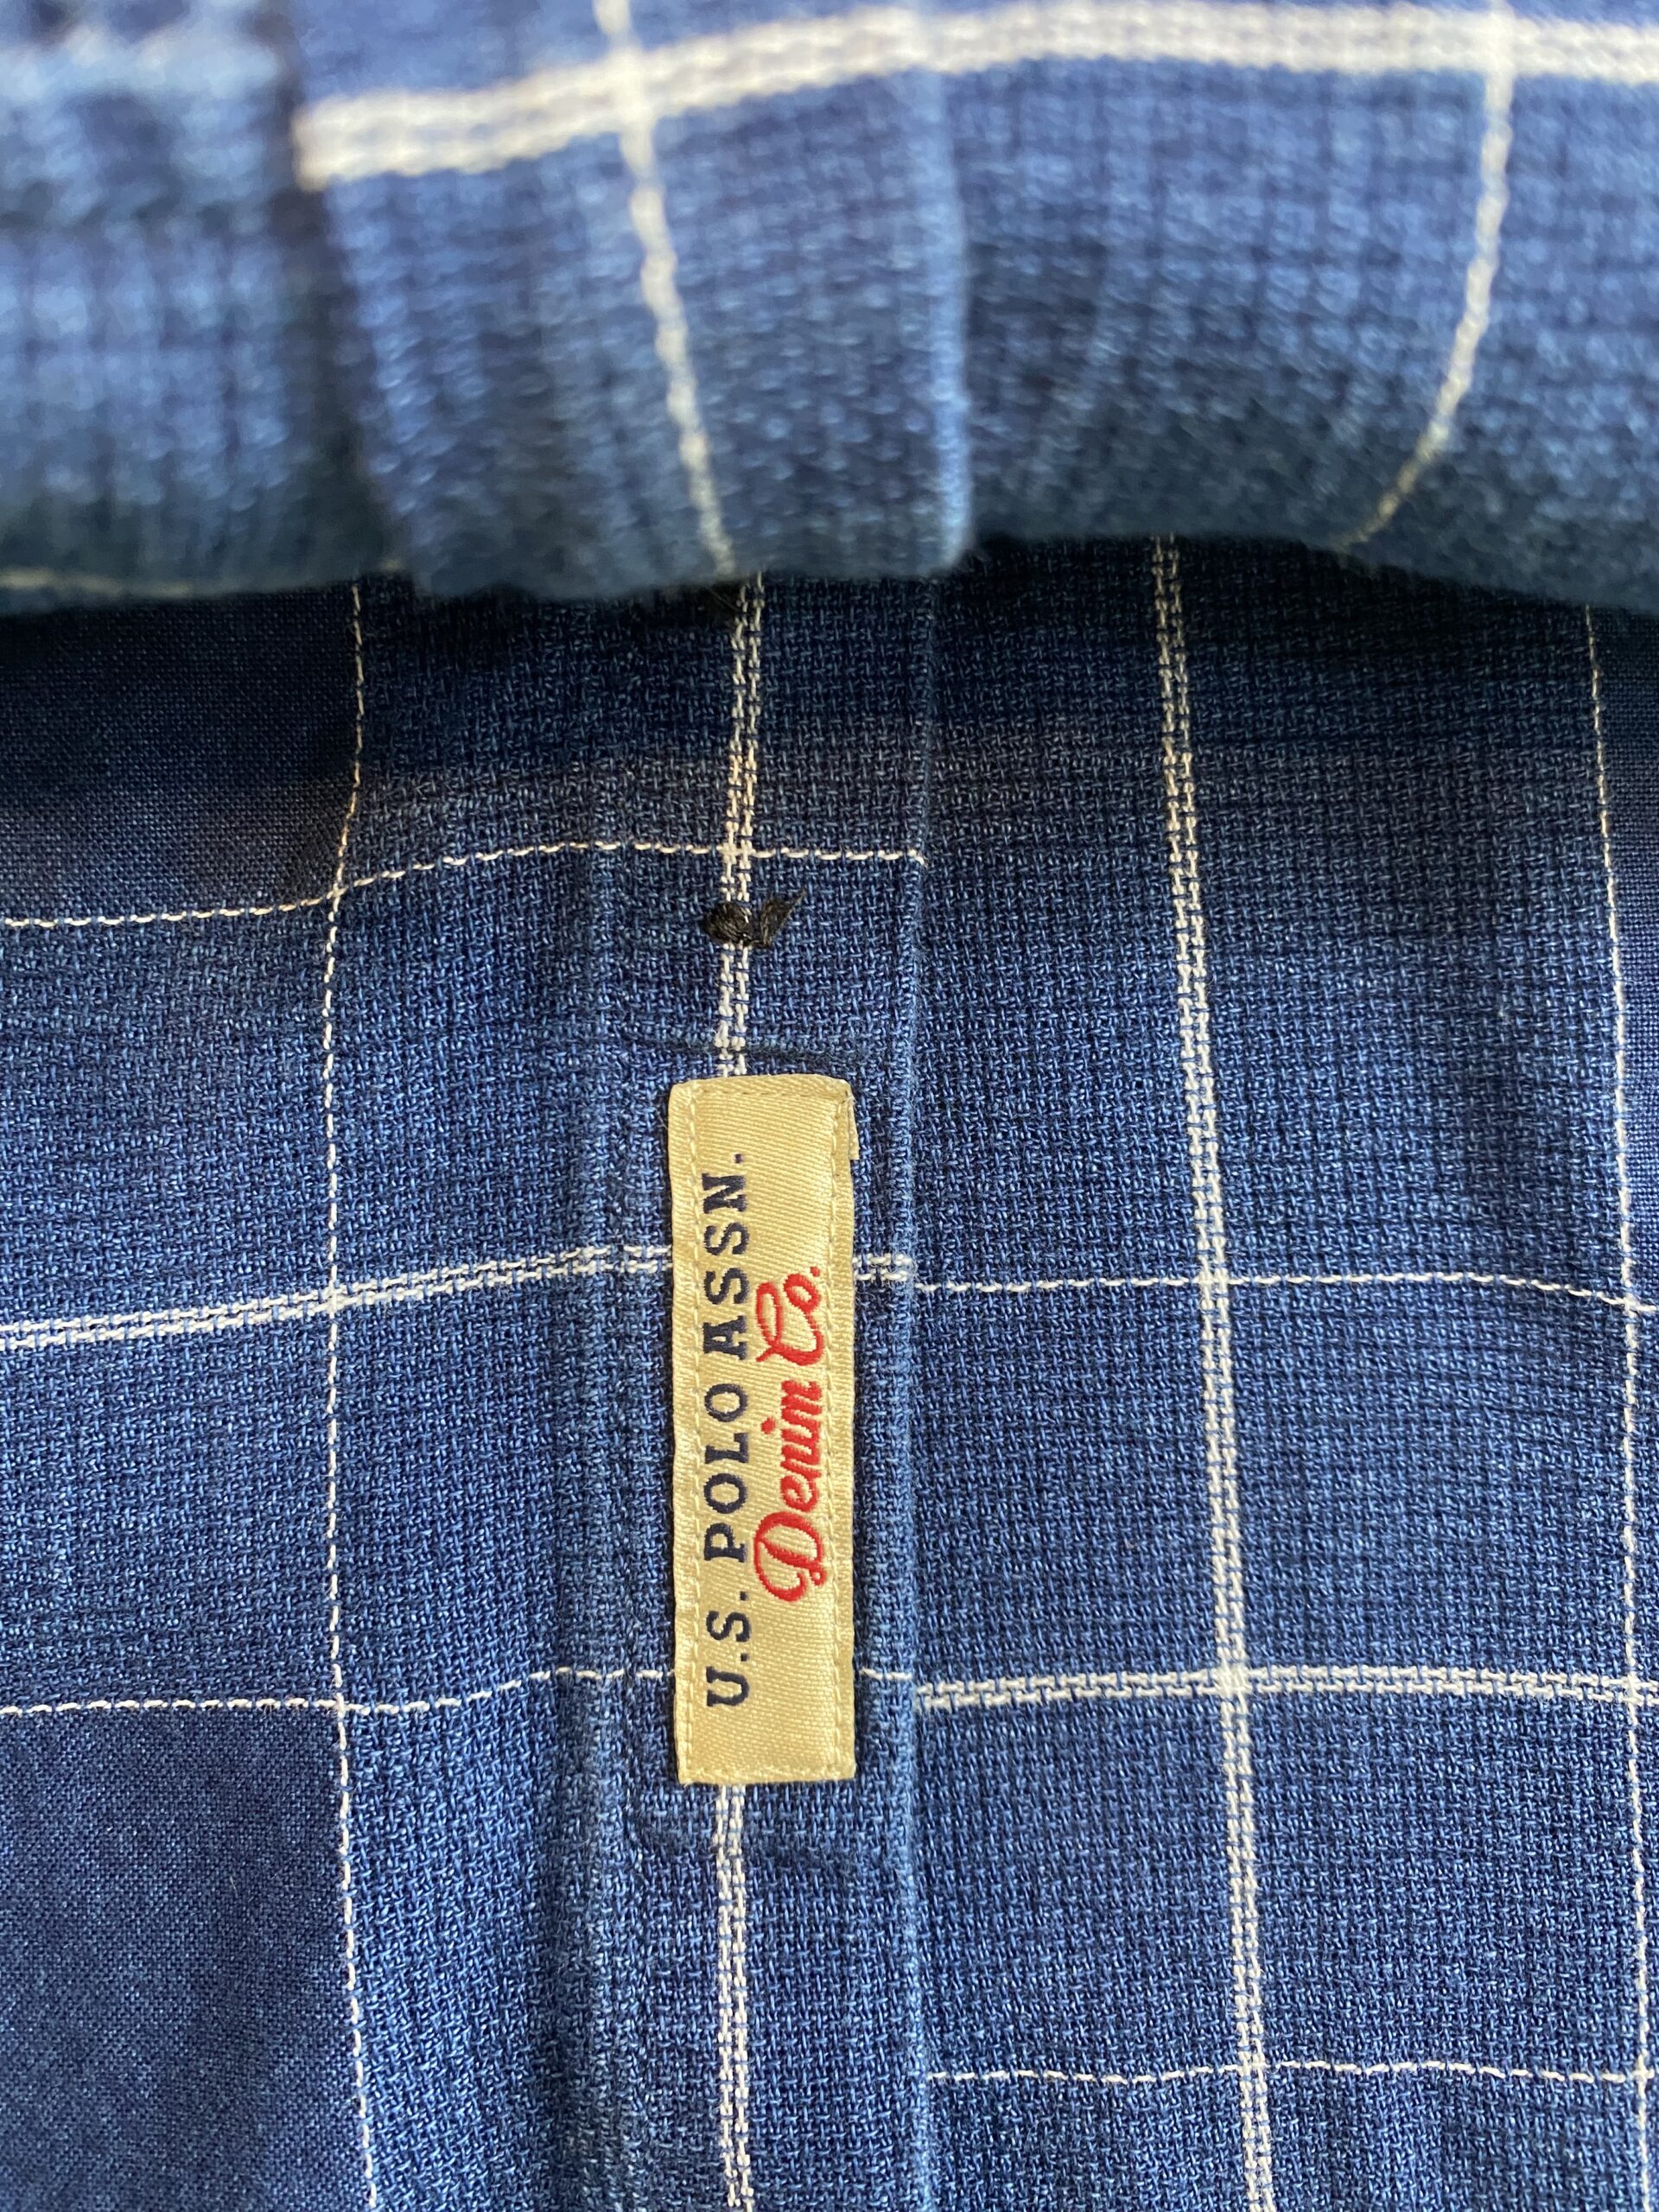 U.S. POLO ASSN.
Denim Co.